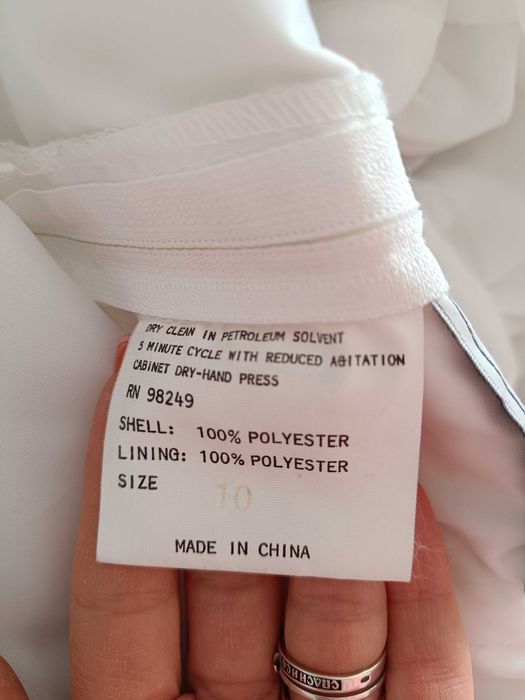 DRY CLEAN IN PETROLEUM SOLVENT
5 MINUTE CYCLE WITH REDUCED AGITATION
CABINET DRY-HAND PRESS
RN 98249
SHELL: 100% POLYESTER
LINING: 100% POLYESTER
SIZE 10
MADE IN CHINA